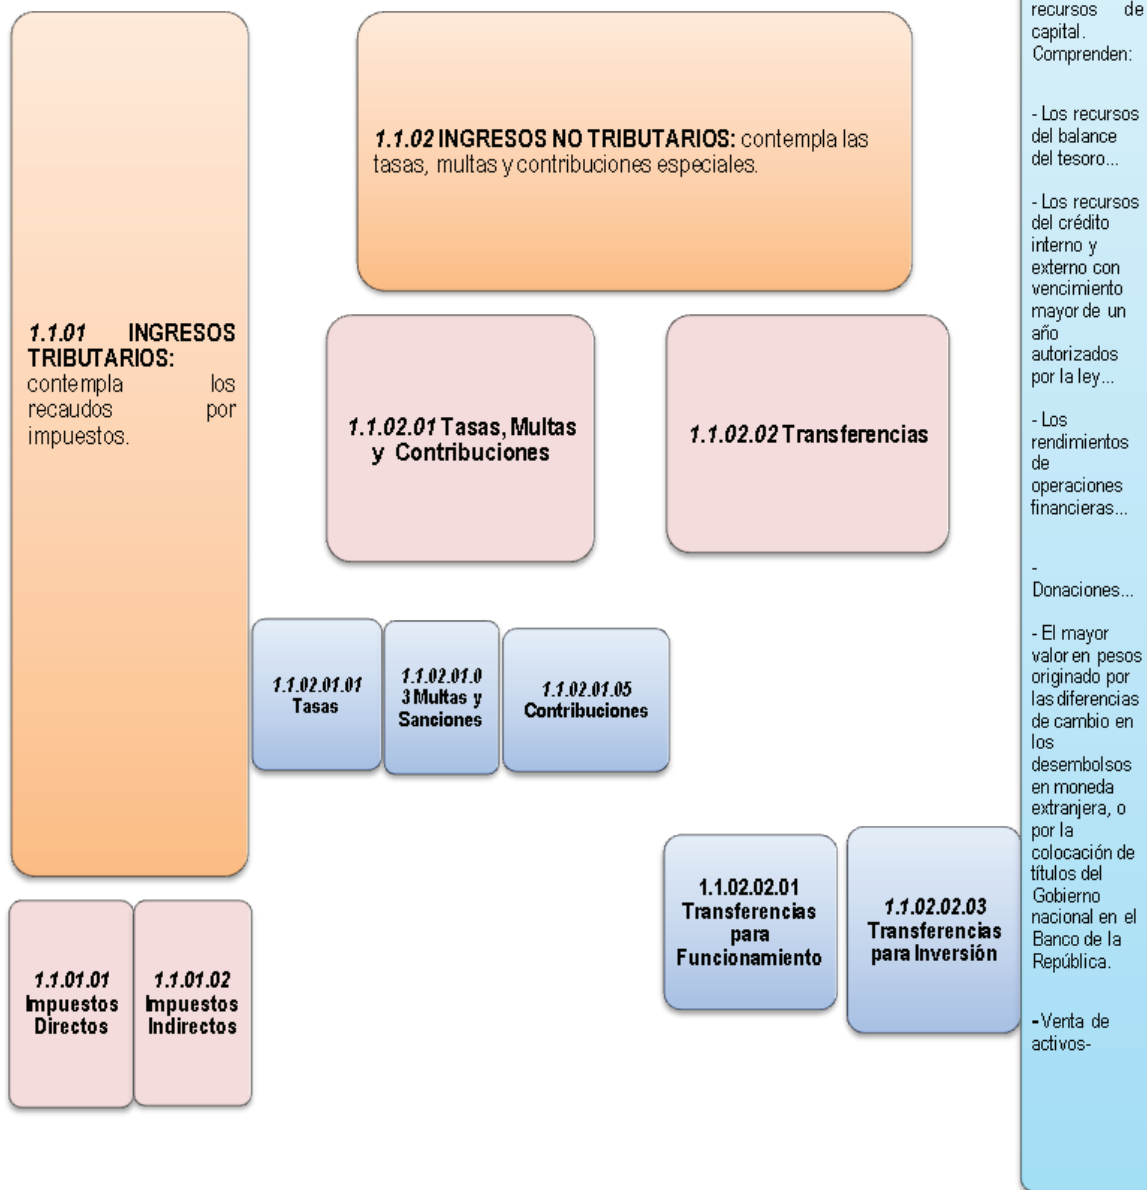 1.1.01 INGRESOS
TRIBUTARIOS:
contempla los
recaudos por
impuestos.
1.1.02 INGRESOS NO TRIBUTARIOS: contempla las
tasas, multas y contribuciones especiales.
1.1.02.01 Tasas, Multas
y Contribuciones
1.1.02.02 Transferencias
1.1.02.01.01
Tasas
1.1.02.01.0
3 Multas y
Sanciones
1.1.02.01.05
Contribuciones
1.1.02.02.01
Transferencias
para
Funcionamiento
1.1.02.02.03
Transferencias
para Inversión
1.1.01.01
Impuestos
Directos
1.1.01.02
Impuestos
Indirectos
recursos de
capital.
Comprenden:
- Los recursos
del balance
del tesoro...
- Los recursos
del crédito
interno y
externo con
vencimiento
mayor de un
año
autorizados
por la ley...
- Los
rendimientos
de
operaciones
financieras...
-
Donaciones...
- El mayor
valor en pesos
originado por
las diferencias
de cambio en
los
desembolsos
en moneda
extranjera, o
por la
colocación de
títulos del
Gobierno
nacional en el
Banco de la
República.
-Venta de
activos-